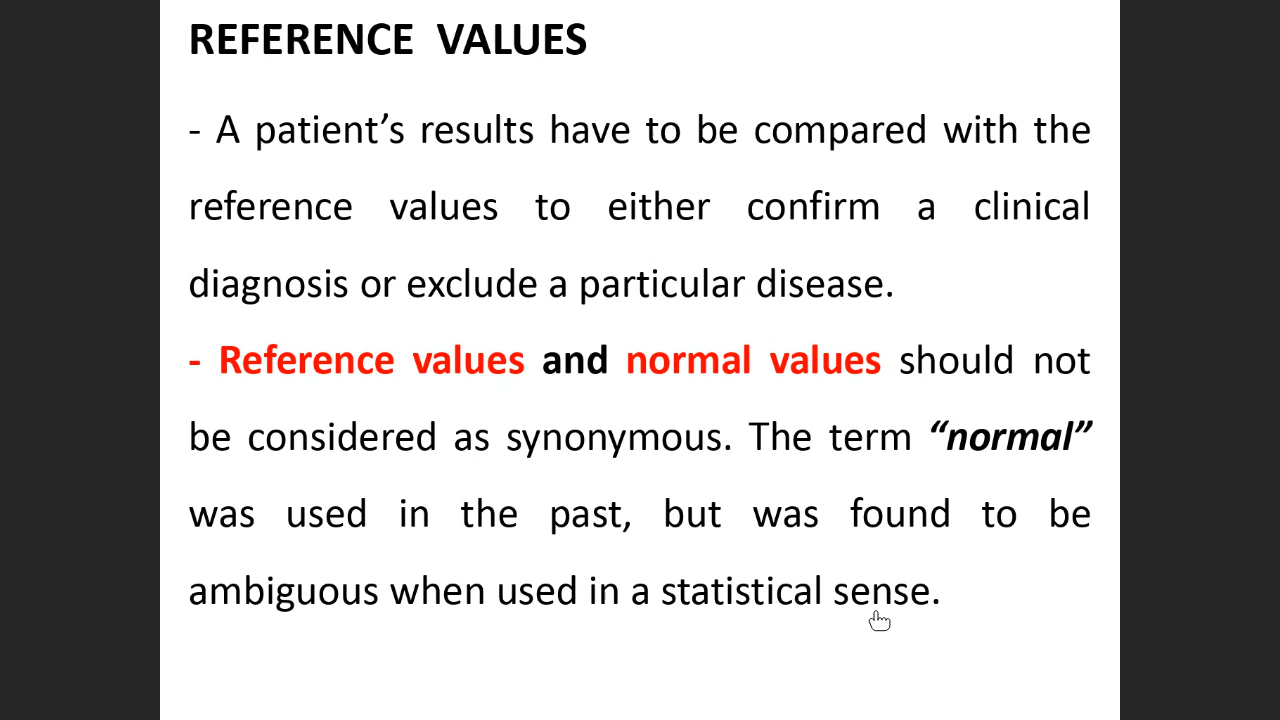 REFERENCE VALUES
- A patient’s results have to be compared with the
reference values to either confirm a clinical
diagnosis or exclude a particular disease.
- Reference values and normal values should not
be considered as synonymous. The term “normal”
was used in the past, but was found to be
ambiguous when used in a statistical sense.